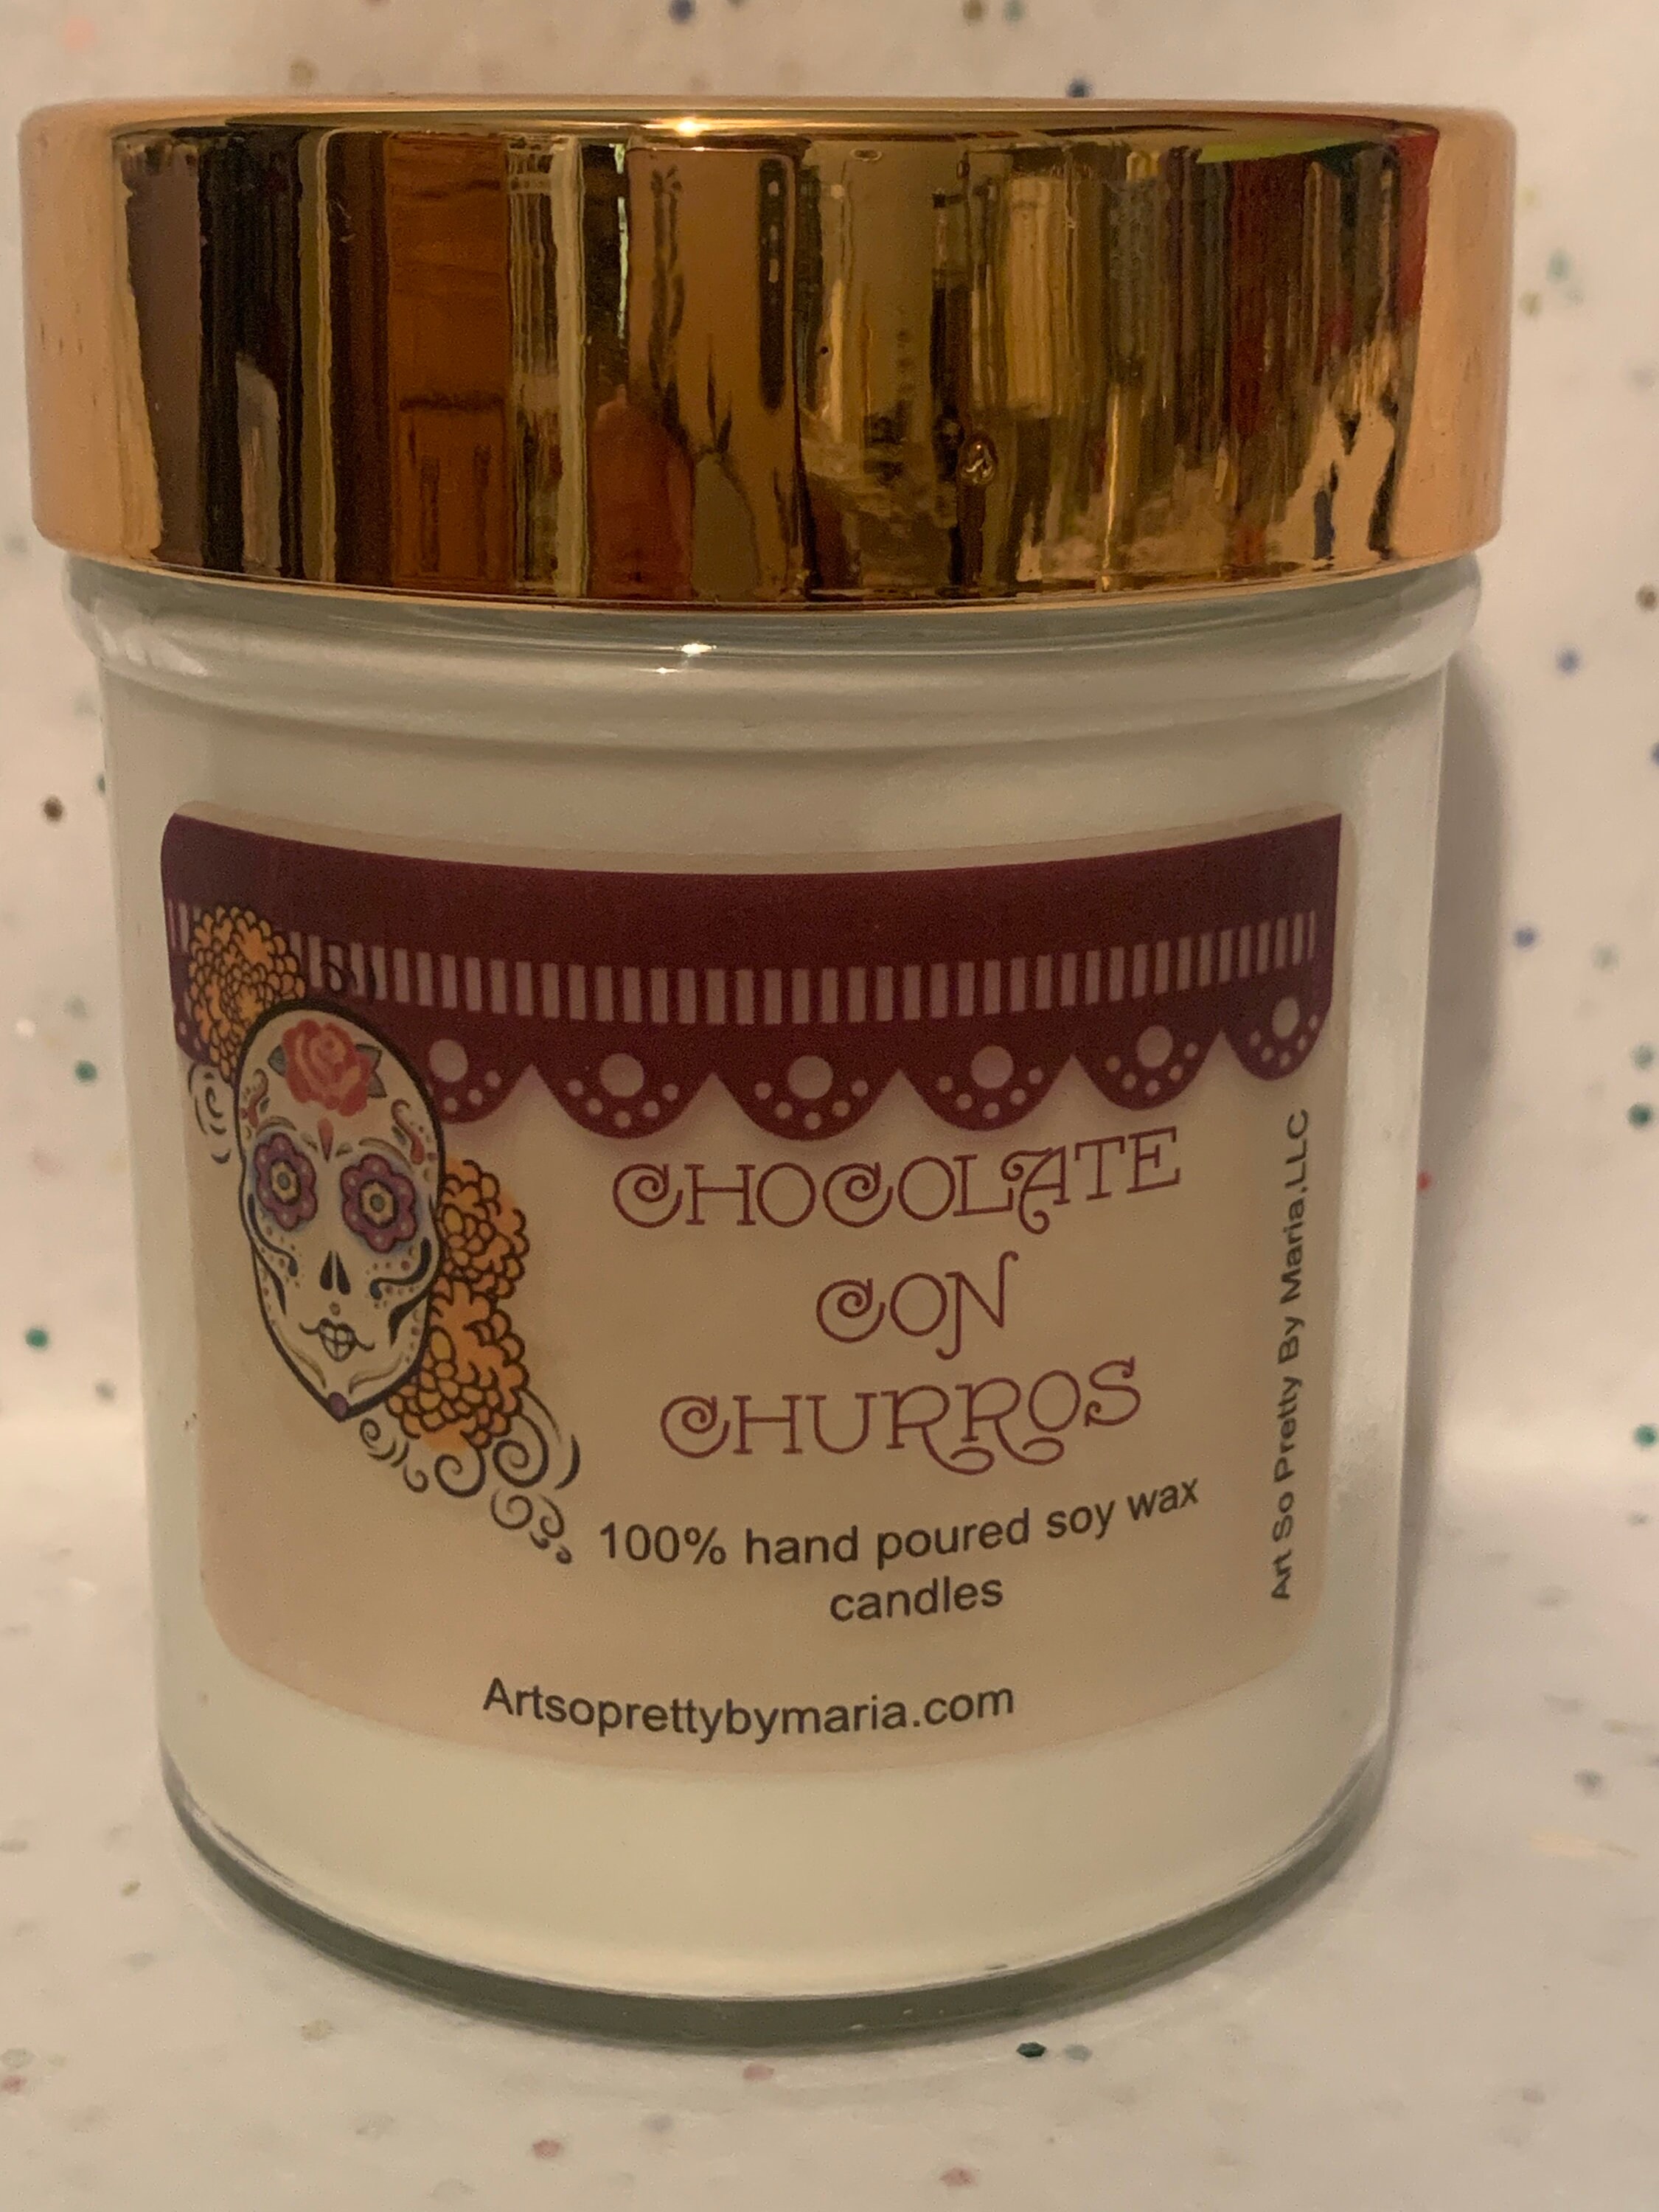 CHOCOLATE
CON
CHURROS
100% hand poured soy wax
candles
Artsoprettybymaria.com
Art So Pretty By Maria,LLC